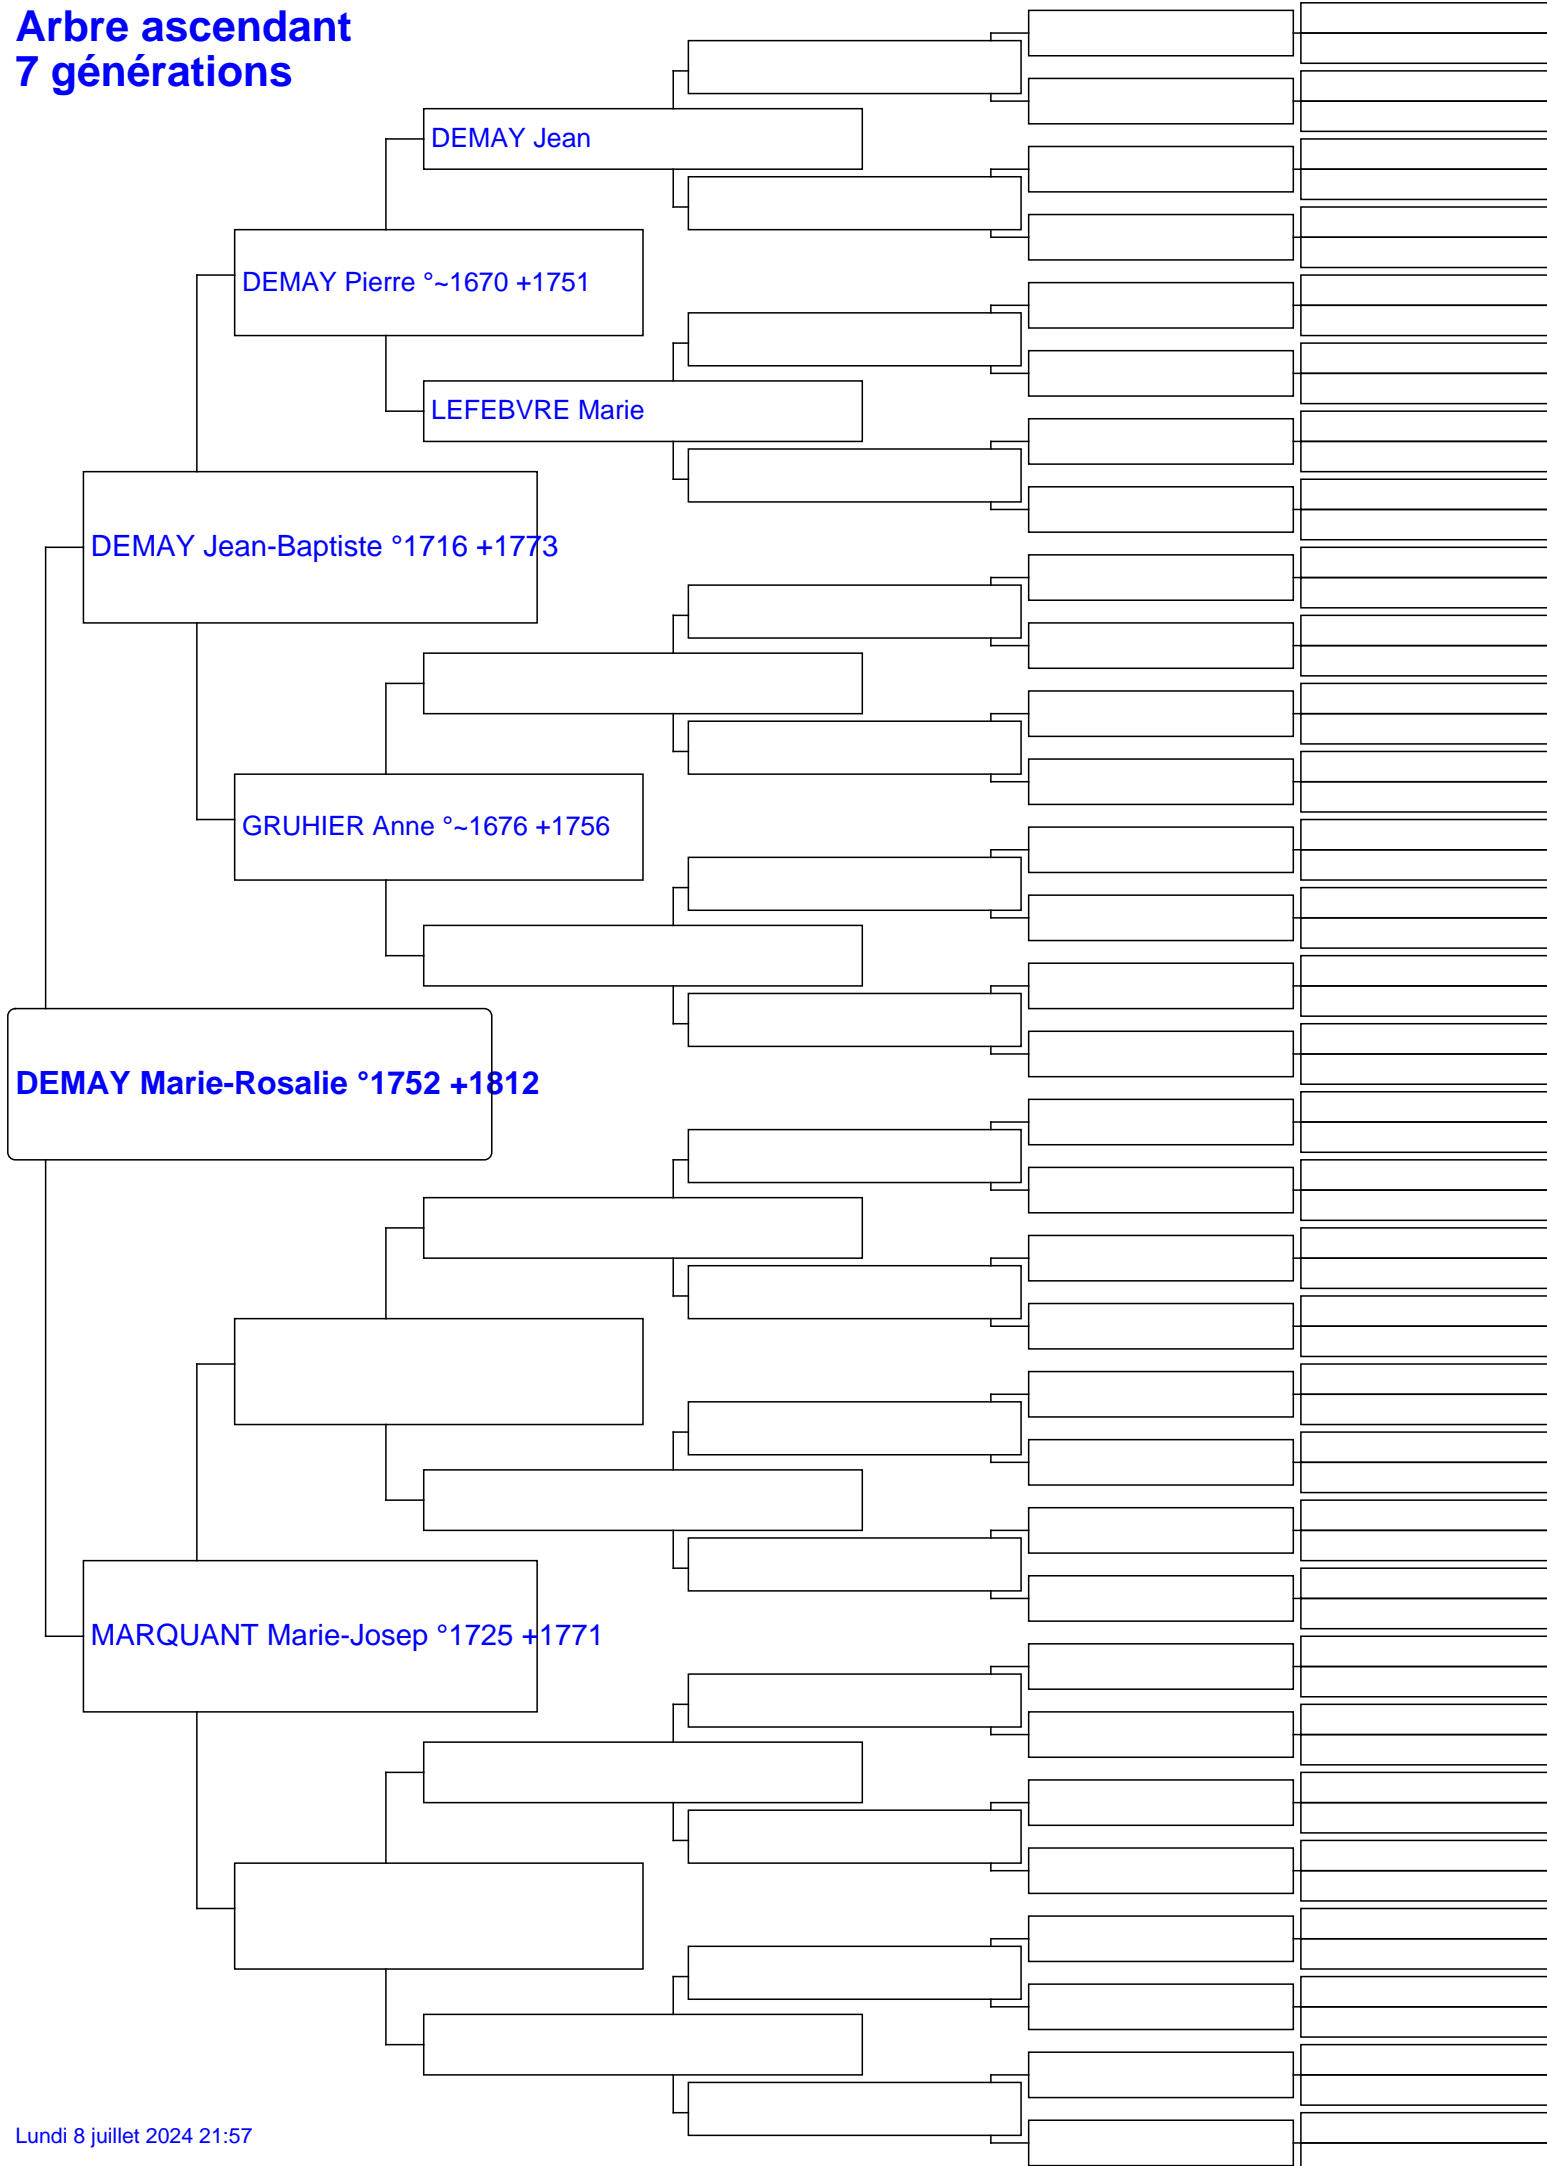 Arbre ascendant
7 générations
DEMAY Jean
DEMAY Pierre °~1670 +1751
LEFEBVRE Marie
DEMAY Jean-Baptiste °1716 +1773
GRUHIER Anne °~1676 +1756
DEMAY Marie-Rosalie °1752 +1812
MARQUANT Marie-Josep °1725 +1771
Lundi 8 juillet 2024 21:57